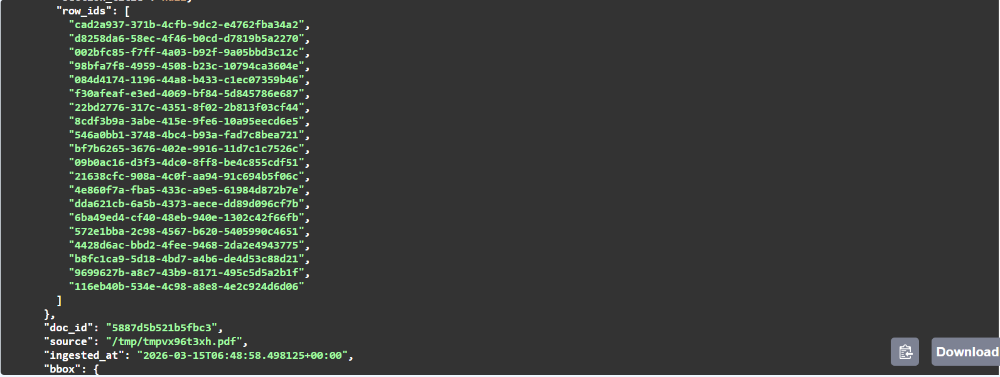 "row_ids": [
"cad2a937-371b-4cfb-9dc2-e4762fba34a2",
"d8258da6-58ec-4f46-b0cd-d7819b5a2270",
"002bfc85-f7ff-4a03-b92f-9a05bbd3c12c",
"98bfa7f8-4959-4508-b23c-10794ca3604e",
"084d4174-1196-44a8-b433-c1ec07359b46",
"f30afeaf-e3ed-4069-bf84-5d845786e687",
"22bd2776-317c-4351-8f02-2b813f03cf44",
"8cdf3b9a-3abe-415e-9fe6-10a95eecd6e5",
"546a0bb1-3748-4bc4-b93a-fad7c8bea721",
"bf7b6265-3676-402e-9916-11d7c1c7526c",
"09b0ac16-d3f3-4dc0-8ff8-be4c855cdf51",
"21638cfc-908a-4c0f-aa94-91c694b5f06c",
"4e860f7a-fba5-433c-a9e5-61984d872b7e",
"dda621cb-6a5b-4373-aece-dd89d096cf7b",
"6ba49ed4-cf40-48eb-940e-1302c42f66fb",
"572e1bba-2c98-4567-b620-5405990c4651",
"4428d6ac-bbd2-4fee-9468-2da2e4943775",
"b8fc1ca9-5d18-4bd7-a4b6-de4d53c88d21",
"9699627b-a8c7-43b9-8171-495c5d5a2b1f",
"116eb40b-534e-4c98-a8e8-4e2c924d6d06"
]
},
"doc_id": "5887d5b521b5fbc3",
"source": "/tmp/tmpvx96t3xh.pdf",
"ingested_at": "2026-03-15T06:48:58.498125+00:00",
"bbox": {
Download